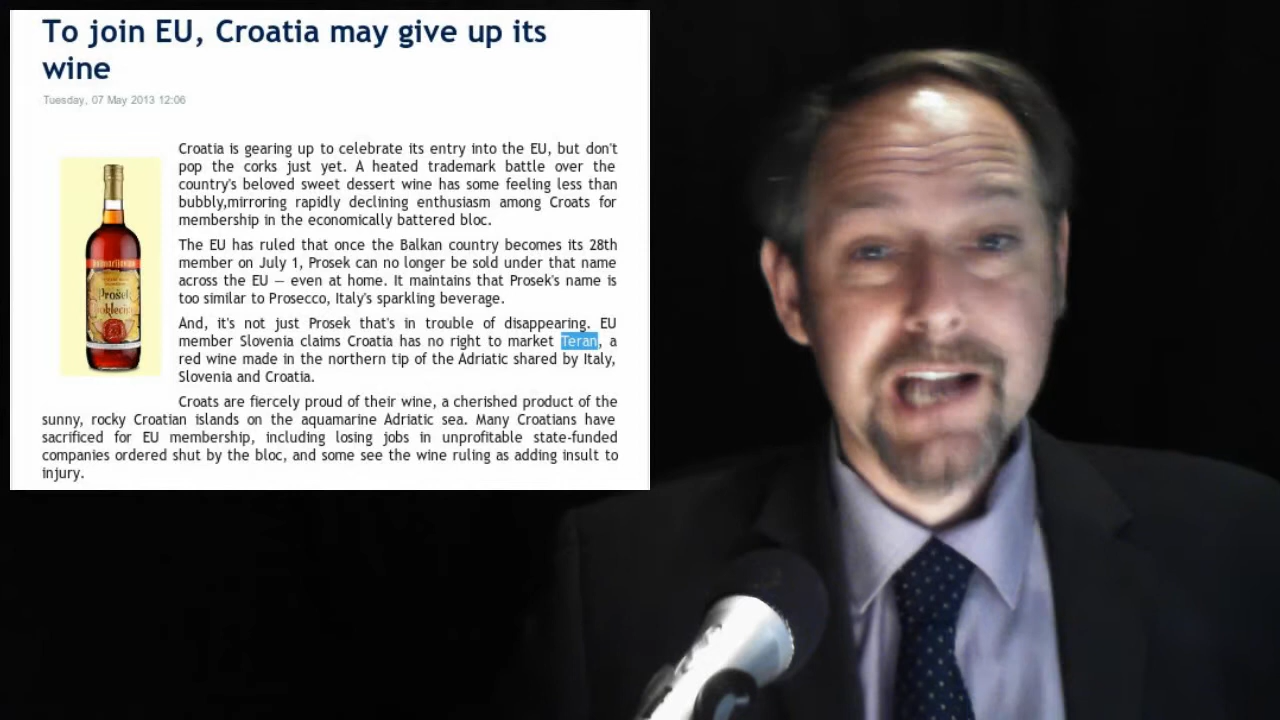 To join EU, Croatia may give up its
wine
Tuesday, 07 May 2013 12:06
Croatia is gearing up to celebrate its entry into the EU, but don't
pop the corks just yet. A heated trademark battle over the
country's beloved sweet dessert wine has some feeling less than
bubbly,mirroring rapidly declining enthusiasm among Croats for
membership in the economically battered bloc.
The EU has ruled that once the Balkan country becomes its 28th
member on July 1, Prosek can no longer be sold under that name
across the EU — even at home. It maintains that Prosek's name is
too similar to Prosecco, Italy's sparkling beverage.
And, it's not just Prosek that's in trouble of disappearing. EU
member Slovenia claims Croatia has no right to market Teran, a
red wine made in the northern tip of the Adriatic shared by Italy,
Slovenia and Croatia.
Croats are fiercely proud of their wine, a cherished product of the
sunny, rocky Croatian islands on the aquamarine Adriatic sea. Many Croatians have
sacrificed for EU membership, including losing jobs in unprofitable state-funded
companies ordered shut by the bloc, and some see the wine ruling as adding insult to
injury.
Prošek